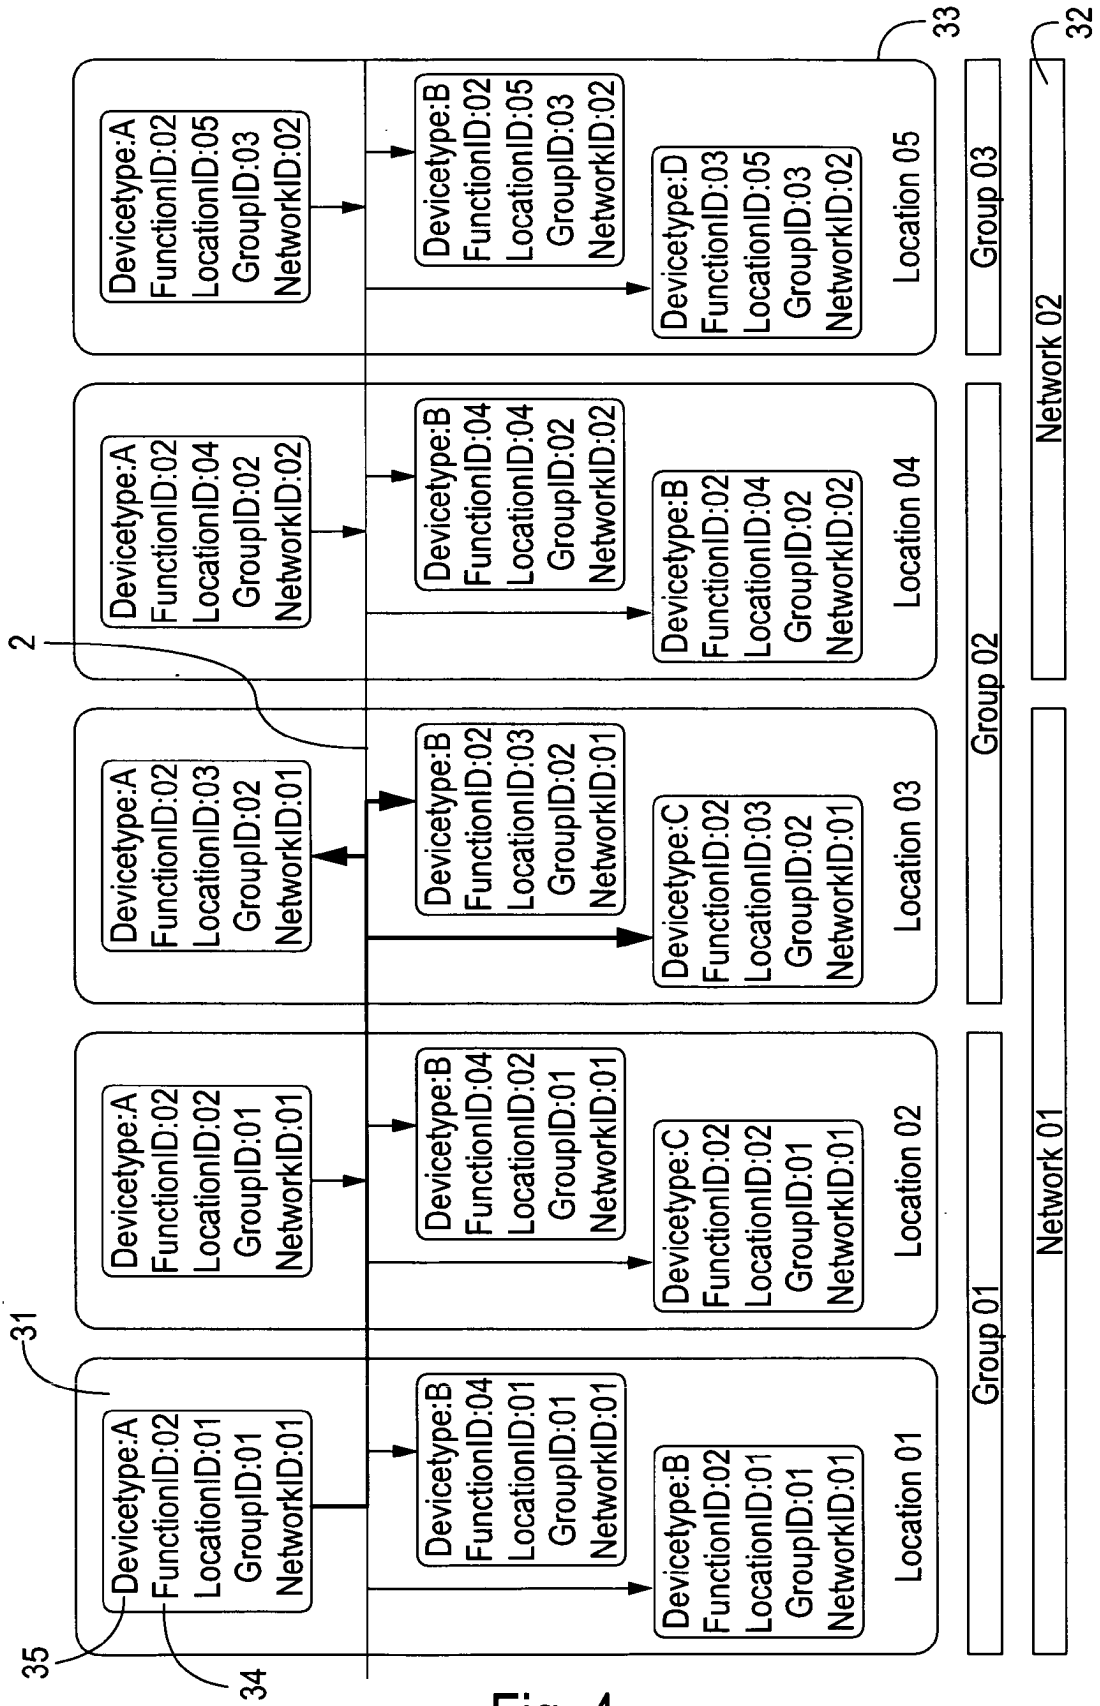 35
34
31
2
33
32
Devicetype:A
FunctionID:02
LocationID:01
GroupID:01
NetworkID:01
Devicetype:B
FunctionID:04
LocationID:01
GroupID:01
NetworkID:01
Devicetype:B
FunctionID:02
LocationID:01
GroupID:01
NetworkID:01
Location 01
Devicetype:A
FunctionID:02
LocationID:02
GroupID:01
NetworkID:01
Devicetype:B
FunctionID:04
LocationID:02
GroupID:01
NetworkID:01
Devicetype:C
FunctionID:02
LocationID:02
GroupID:01
NetworkID:01
Location 02
Devicetype:A
FunctionID:02
LocationID:03
GroupID:02
NetworkID:01
Devicetype:B
FunctionID:02
LocationID:03
GroupID:02
NetworkID:01
Devicetype:C
FunctionID:02
LocationID:03
GroupID:02
NetworkID:01
Location 03
Devicetype:A
FunctionID:02
LocationID:04
GroupID:02
NetworkID:02
Devicetype:B
FunctionID:04
LocationID:04
GroupID:02
NetworkID:02
Devicetype:B
FunctionID:02
LocationID:04
GroupID:02
NetworkID:02
Location 04
Devicetype:A
FunctionID:02
LocationID:05
GroupID:03
NetworkID:02
Devicetype:B
FunctionID:02
LocationID:05
GroupID:03
NetworkID:02
Devicetype:D
FunctionID:03
LocationID:05
GroupID:03
NetworkID:02
Location 05
Group 01
Group 02
Group 03
Network 01
Network 02